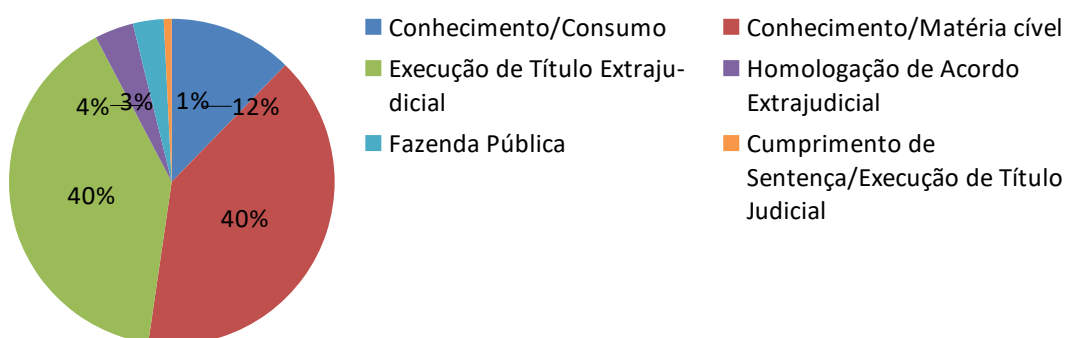 Conhecimento/Consumo
Conhecimento/Matéria cível
Execução de Título Extraju-
dicial
Homologação de Acordo
Extrajudicial
Fazenda Pública
Cumprimento de
Sentença/Execução de Título
Judicial
4%
3%
1%
12%
40%
40%